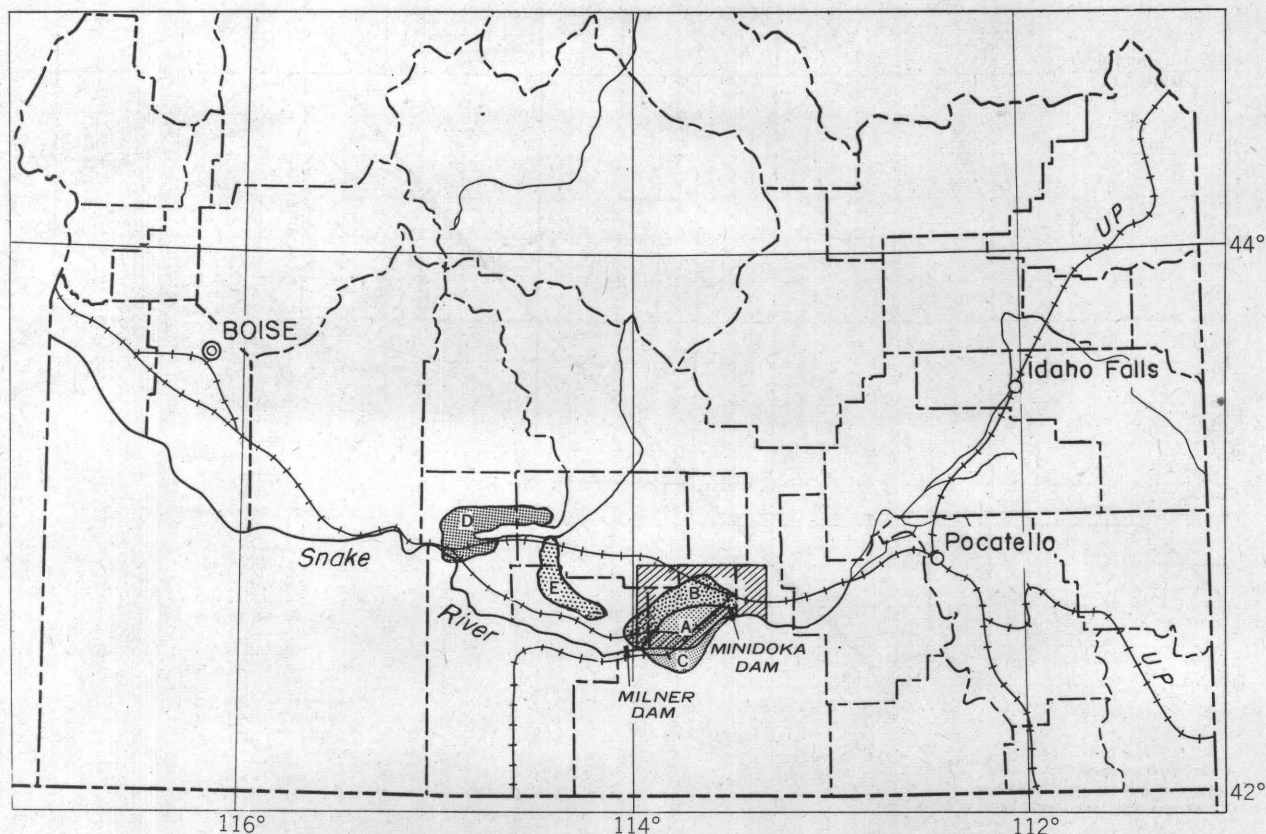 UP
44°
BOISE
Idaho Falls
D
Snake
Pocatello
E
B
River
A
MINIDOKA
DAM
C
UP
MILNER
DAM
116°
114°
112°
42°